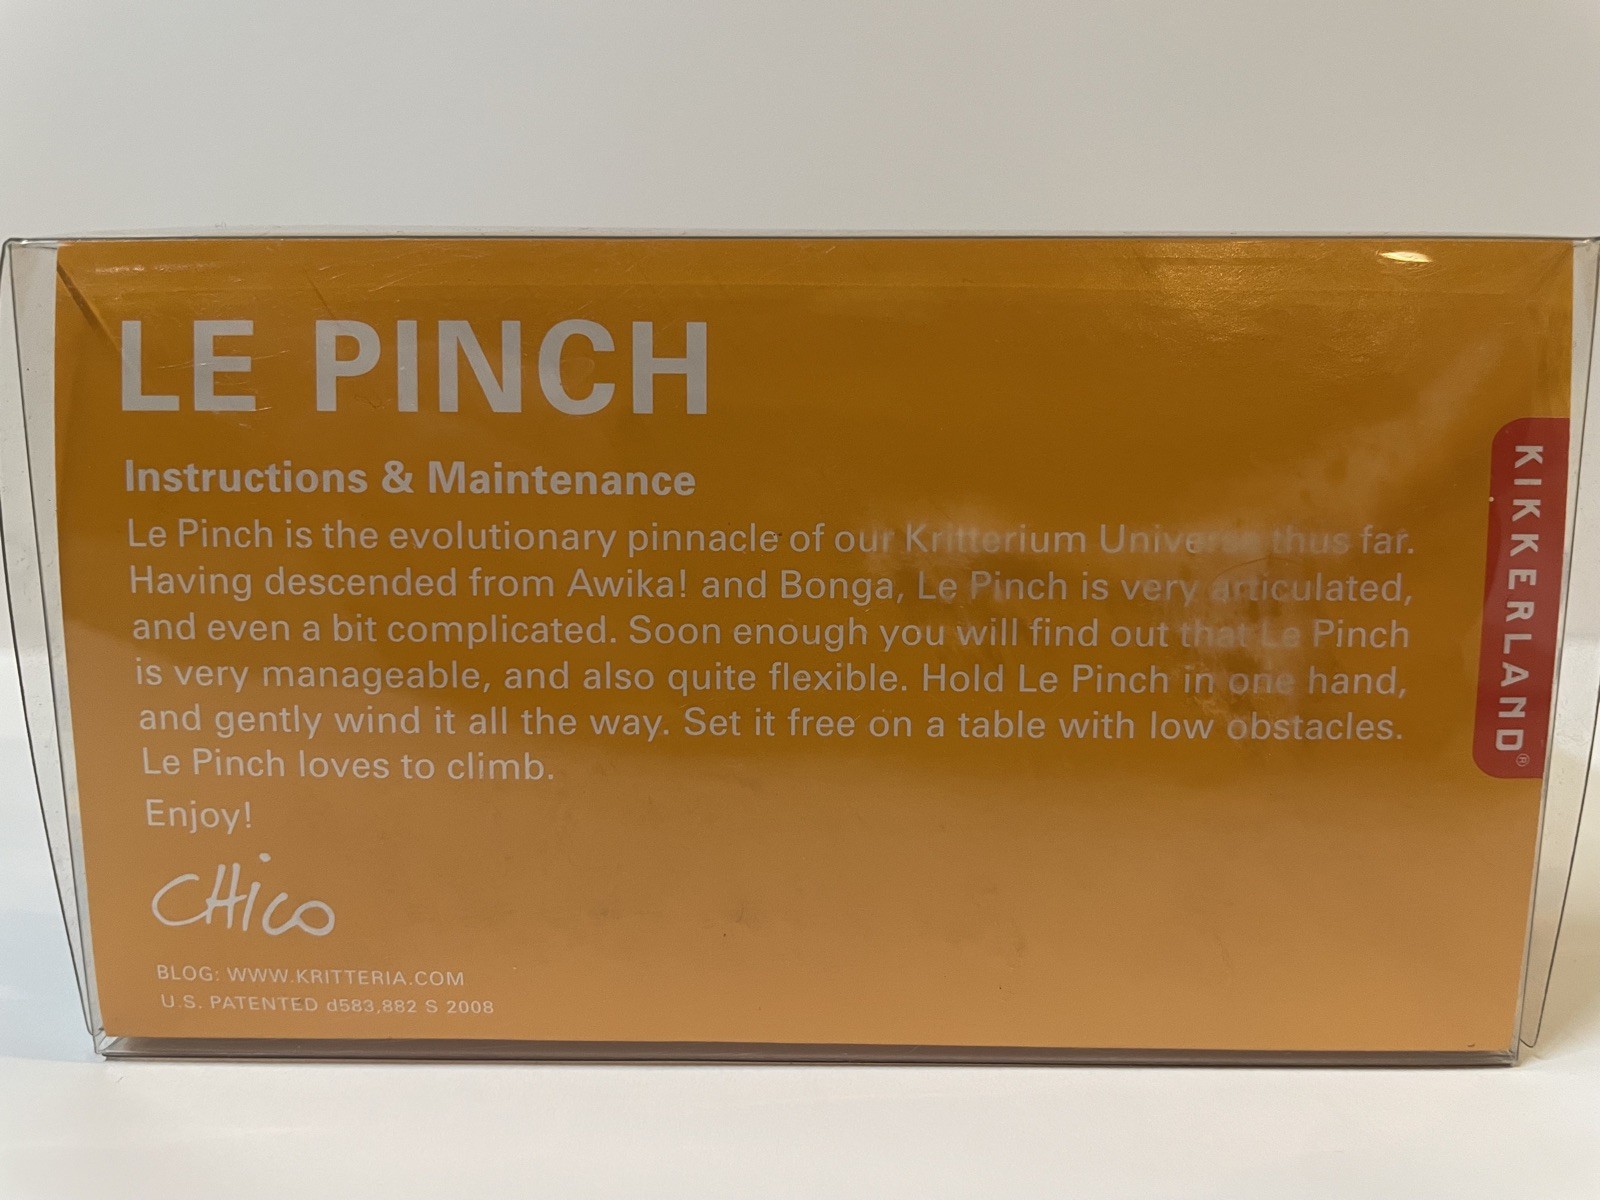 LE PINCH
Instructions & Maintenance
Le Pinch is the evolutionary pinnacle of our Kritterium Universe thus far.
Having descended from Awika! and Bonga, Le Pinch is very articulated,
and even a bit complicated. Soon enough you will find out that Le Pinch
is very manageable, and also quite flexible. Hold Le Pinch in one hand,
and gently wind it all the way. Set it free on a table with low obstacles.
Le Pinch loves to climb.
Enjoy!
CHico
BLOG: WWW.KRITTERIA.COM
U.S. PATENTED d583,882 S 2008
KIKKERLAND®